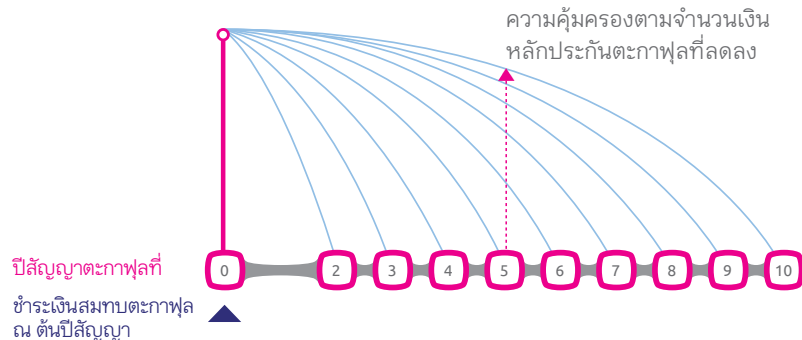 ความคุ้มครองตามจำนวนเงิน
หลักประกันตะกาฟุลที่ลดลง
ปีสัญญาตะกาฟุลที่
0 2 3 4 5 6 7 8 9 10
ชำระเงินสมทบตะกาฟุล
ณ ต้นปีสัญญา